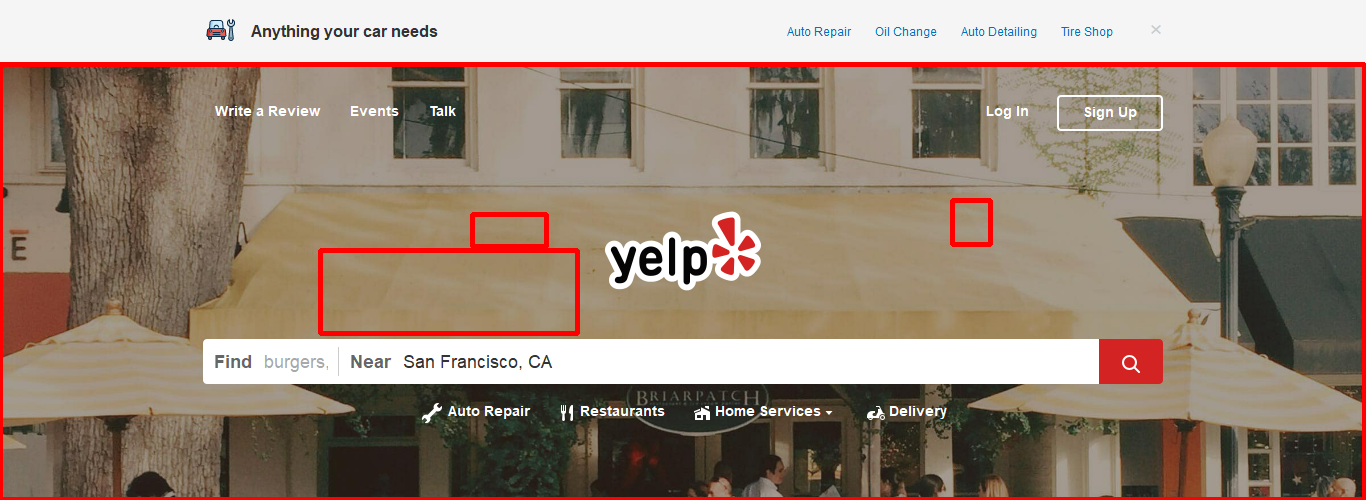 Anything your car needs
Auto Repair Oil Change Auto Detailing Tire Shop ×
Write a Review Events Talk Log In Sign Up
E
yelp
Find burgers, Near San Francisco, CA
BRIARPATCH
Auto Repair Restaurants Home Services Delivery